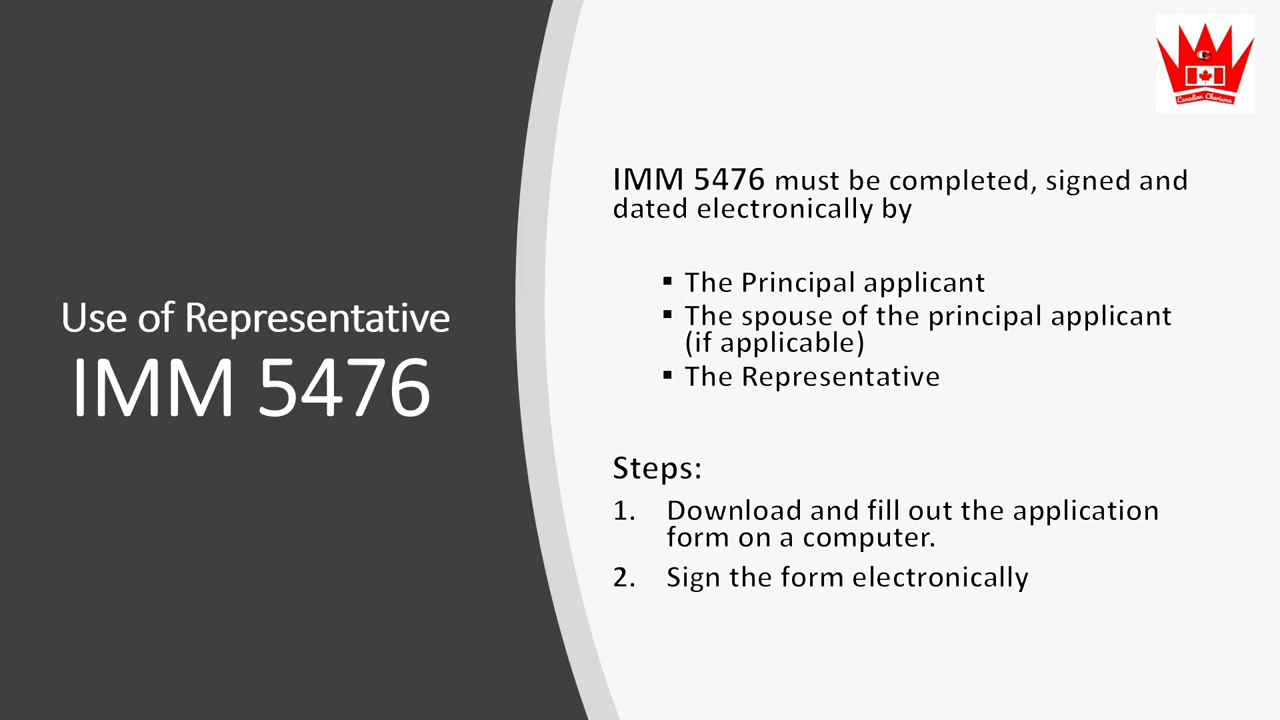 Canadian Charisma
IMM 5476 must be completed, signed and
dated electronically by
▪ The Principal applicant
▪ The spouse of the principal applicant
(if applicable)
▪ The Representative
Use of Representative
IMM 5476
Steps:
1. Download and fill out the application
form on a computer.
2. Sign the form electronically